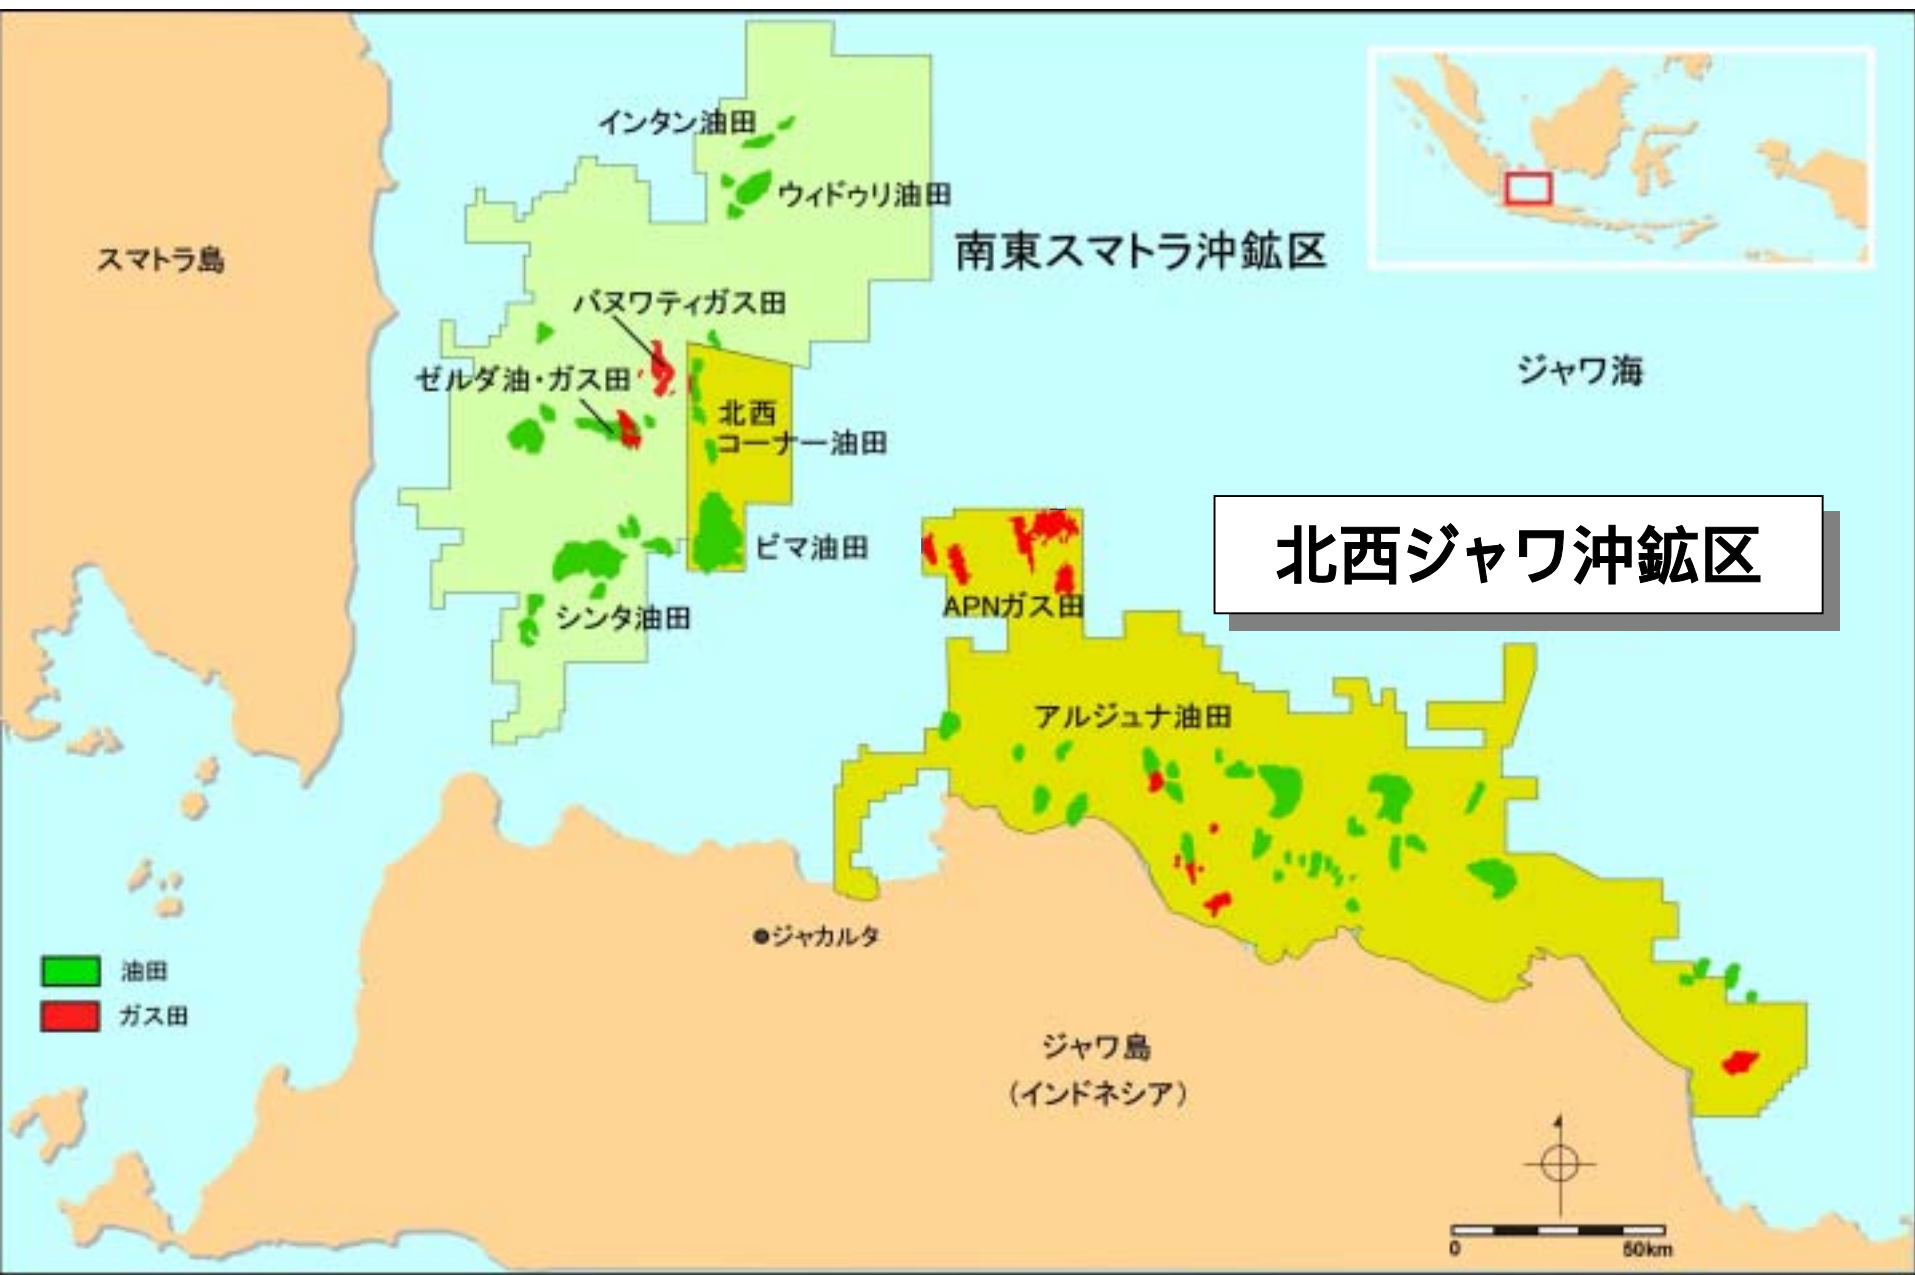 インタン油田
ウィドゥリ油田
南東スマトラ沖鉱区
スマトラ島
バヌワティガス田
ゼルダ油・ガス田
ジャワ海
北西
コーナー油田
ビマ油田
北西ジャワ沖鉱区
APNガス田
シンタ油田
アルジュナ油田
ジャカルタ
油田
ガス田
ジャワ島
(インドネシア)
0
50km